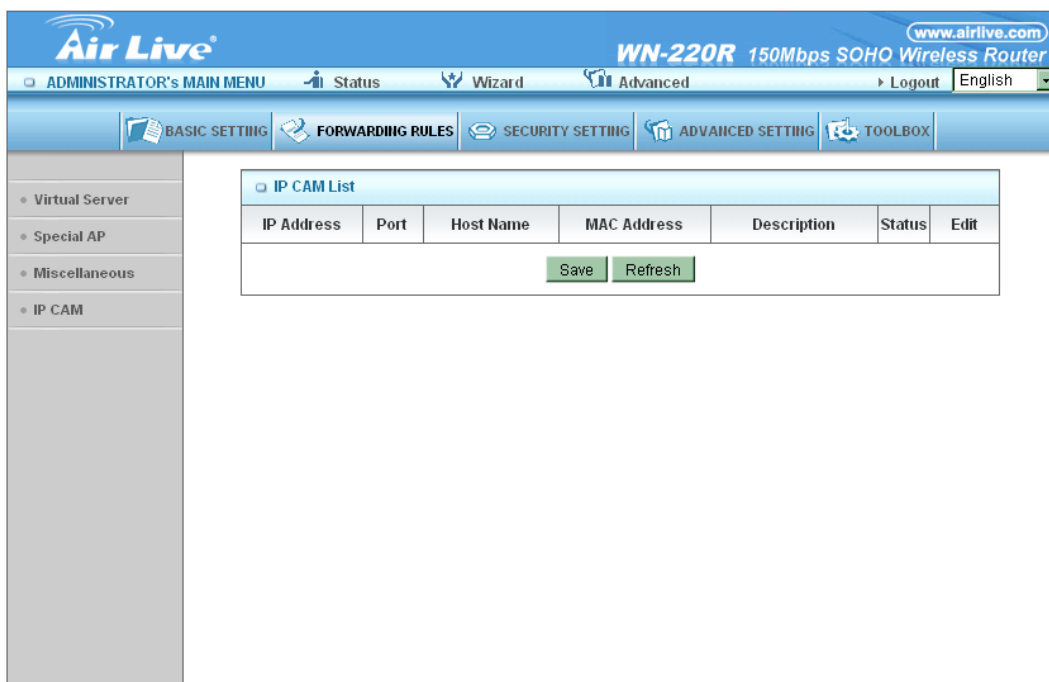 Air Live®
www.airlive.com
WN-220R 150Mbps SOHO Wireless Router
ADMINISTRATOR's MAIN MENU Status Wizard Advanced Logout English
BASIC SETTING FORWARDING RULES SECURITY SETTING ADVANCED SETTING TOOLBOX
Virtual Server
Special AP
Miscellaneous
IP CAM
IP CAM List
IP Address Port Host Name MAC Address Description Status Edit
Save Refresh